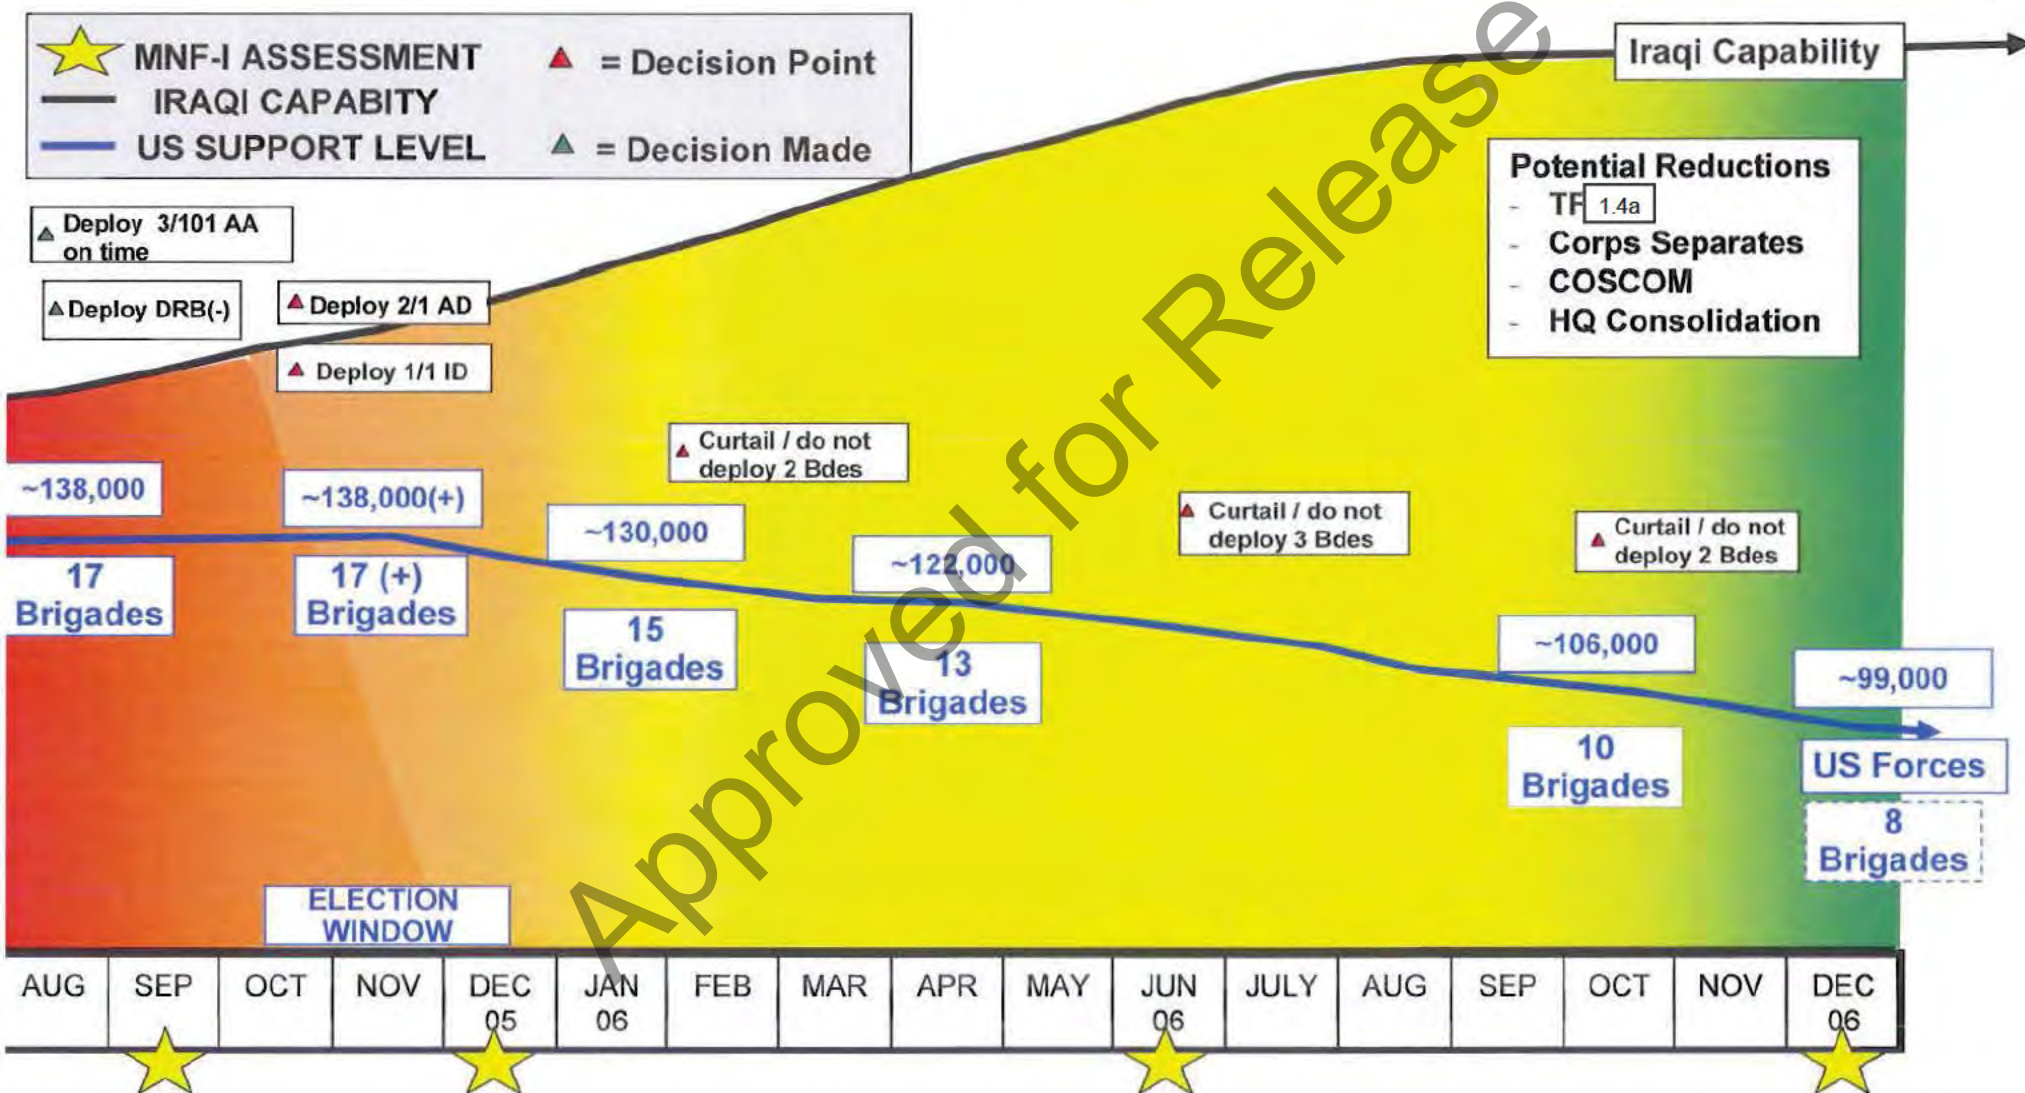 MNF-I ASSESSMENT
= Decision Point
IRAQI CAPABITY
US SUPPORT LEVEL
= Decision Made
Iraqi Capability
Potential Reductions
- TF 1.4a
- Corps Separates
- COSCOM
- HQ Consolidation
Deploy 3/101 AA
on time
Deploy DRB(-)
Deploy 2/1 AD
Deploy 1/1 ID
Curtail / do not
deploy 2 Bdes
Curtail / do not
deploy 3 Bdes
Curtail / do not
deploy 2 Bdes
~138,000
~138,000(+)
~130,000
~122,000
~106,000
~99,000
17
Brigades
17 (+)
Brigades
15
Brigades
13
Brigades
10
Brigades
US Forces
8
Brigades
Approved for Release
ELECTION
WINDOW
AUG
SEP
OCT
NOV
DEC
05
JAN
06
FEB
MAR
APR
MAY
JUN
06
JULY
AUG
SEP
OCT
NOV
DEC
06